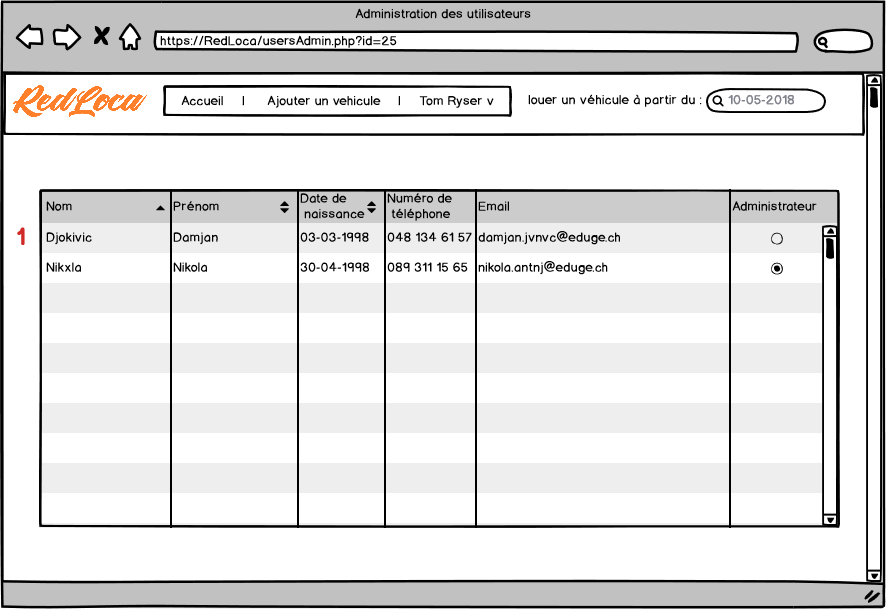 Administration des utilisateurs
https://RedLoca/usersAdmin.php?id=25
RedLoca
Accueil | Ajouter un vehicule | Tom Ryser v
louer un véhicule à partir du : 10-05-2018
Nom Prénom Date de naissance Numéro de téléphone Email Administrateur
1
Djokivic Damjan 03-03-1998 048 134 61 57 damjan.jvnvc@eduge.ch
Nikxla Nikola 30-04-1998 089 311 15 65 nikola.antnj@eduge.ch